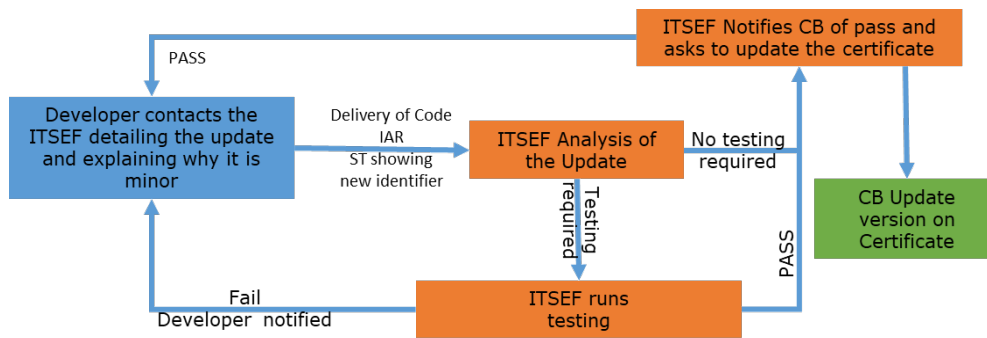 ITSEF Notifies CB of pass and
asks to update the certificate
PASS
Developer contacts the
ITSEF detailing the update
and explaining why it is
minor
Delivery of Code
IAR
ST showing
new identifier
ITSEF Analysis of
the Update
No testing
required
Testing
required
CB Update
version on
Certificate
PASS
Fail
Developer notified
ITSEF runs
testing